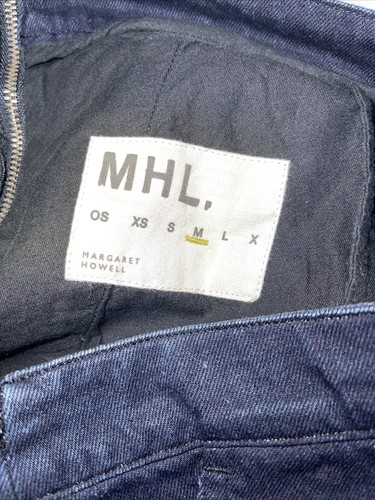 MHL.
OS XS S M L X
MARGARET
HOWELL